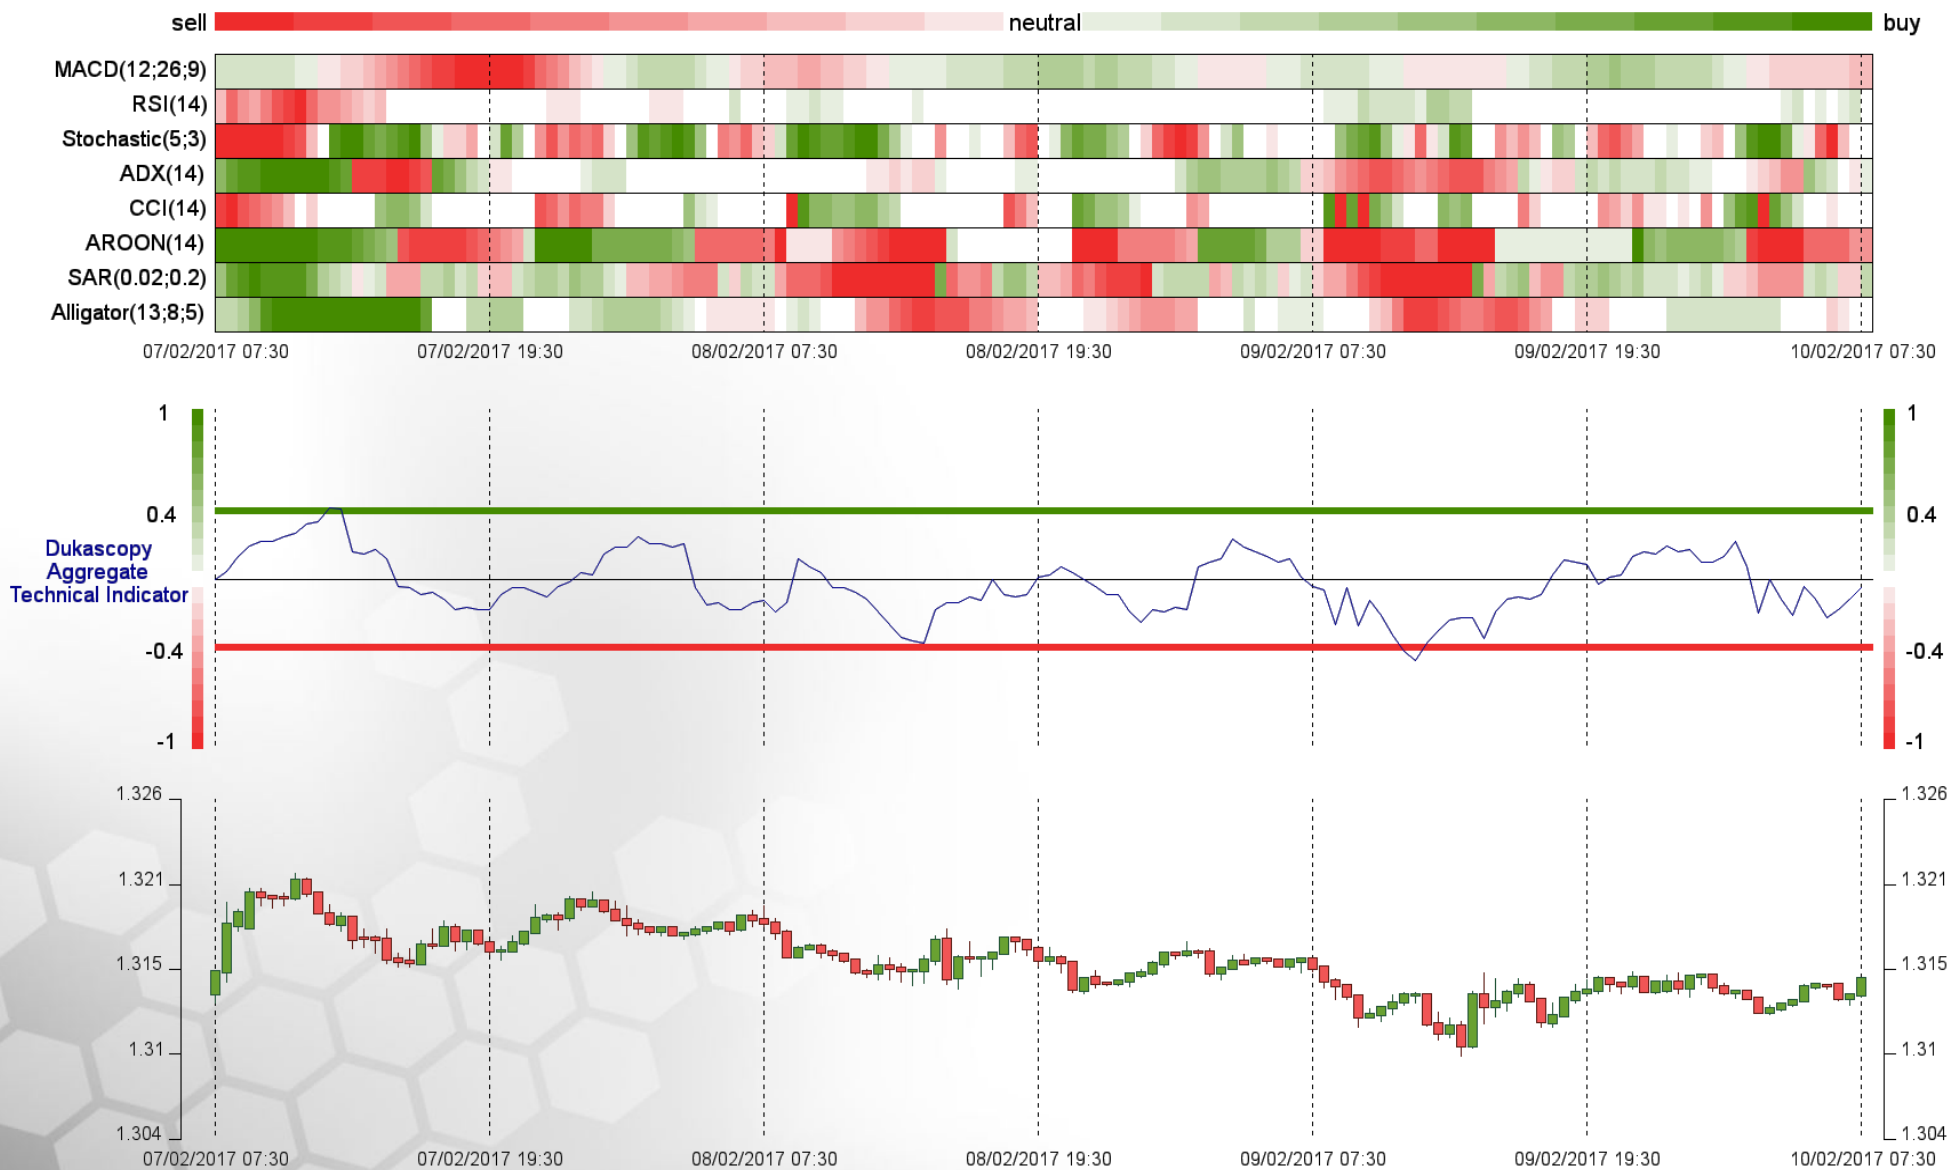 sell neutral buy
MACD(12;26;9)
RSI(14)
Stochastic(5;3)
ADX(14)
CCI(14)
AROON(14)
SAR(0.02;0.2)
Alligator(13;8;5)
07/02/2017 07:30 07/02/2017 19:30 08/02/2017 07:30 08/02/2017 19:30 09/02/2017 07:30 09/02/2017 19:30 10/02/2017 07:30
1 1
0.4 0.4
Dukascopy
Aggregate
Technical Indicator
-0.4 -0.4
-1 -1
1.326 1.326
1.321 1.321
1.315 1.315
1.31 1.31
1.304 1.304
07/02/2017 07:30 07/02/2017 19:30 08/02/2017 07:30 08/02/2017 19:30 09/02/2017 07:30 09/02/2017 19:30 10/02/2017 07:30